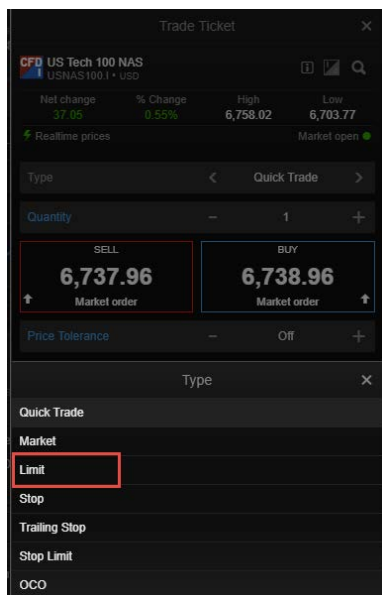 Trade Ticket ×
CFD US Tech 100 NAS
USNAS100.I • USD
Net change % Change High Low
37.05 0.55% 6,758.02 6,703.77
Realtime prices Market open
Type < Quick Trade >
Quantity − 1 +
SELL BUY
6,737.96 6,738.96
Market order Market order
Price Tolerance − Off +
Type ×
Quick Trade
Market
Limit
Stop
Trailing Stop
Stop Limit
OCO